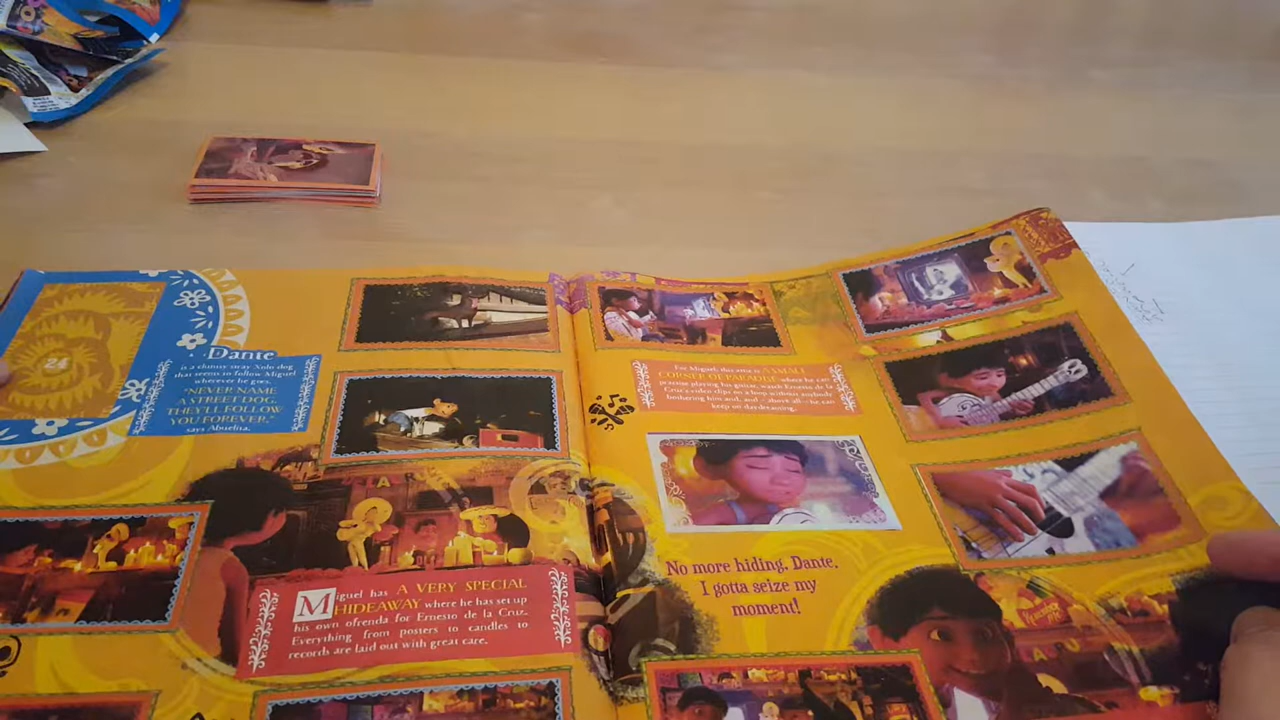 24
Dante
is a clumsy stray Xolo dog
that seems to follow Miguel
wherever he goes.
"NEVER NAME
A STREET DOG.
THEY'LL FOLLOW
YOU FOREVER,"
says Abuelita.
Miguel has A VERY SPECIAL
HIDEAWAY where he has set up
his own ofrenda for Ernesto de la Cruz.
Everything from posters to candles to
records are laid out with great care.
For Miguel, this attic is A SMALL
CORNER OF PARADISE where he can
practise playing his guitar, watch Ernesto de la
Cruz's video clips on a loop without anybody
bothering him and, and - above all - he can
keep on daydreaming.
No more hiding, Dante.
I gotta seize my
moment!